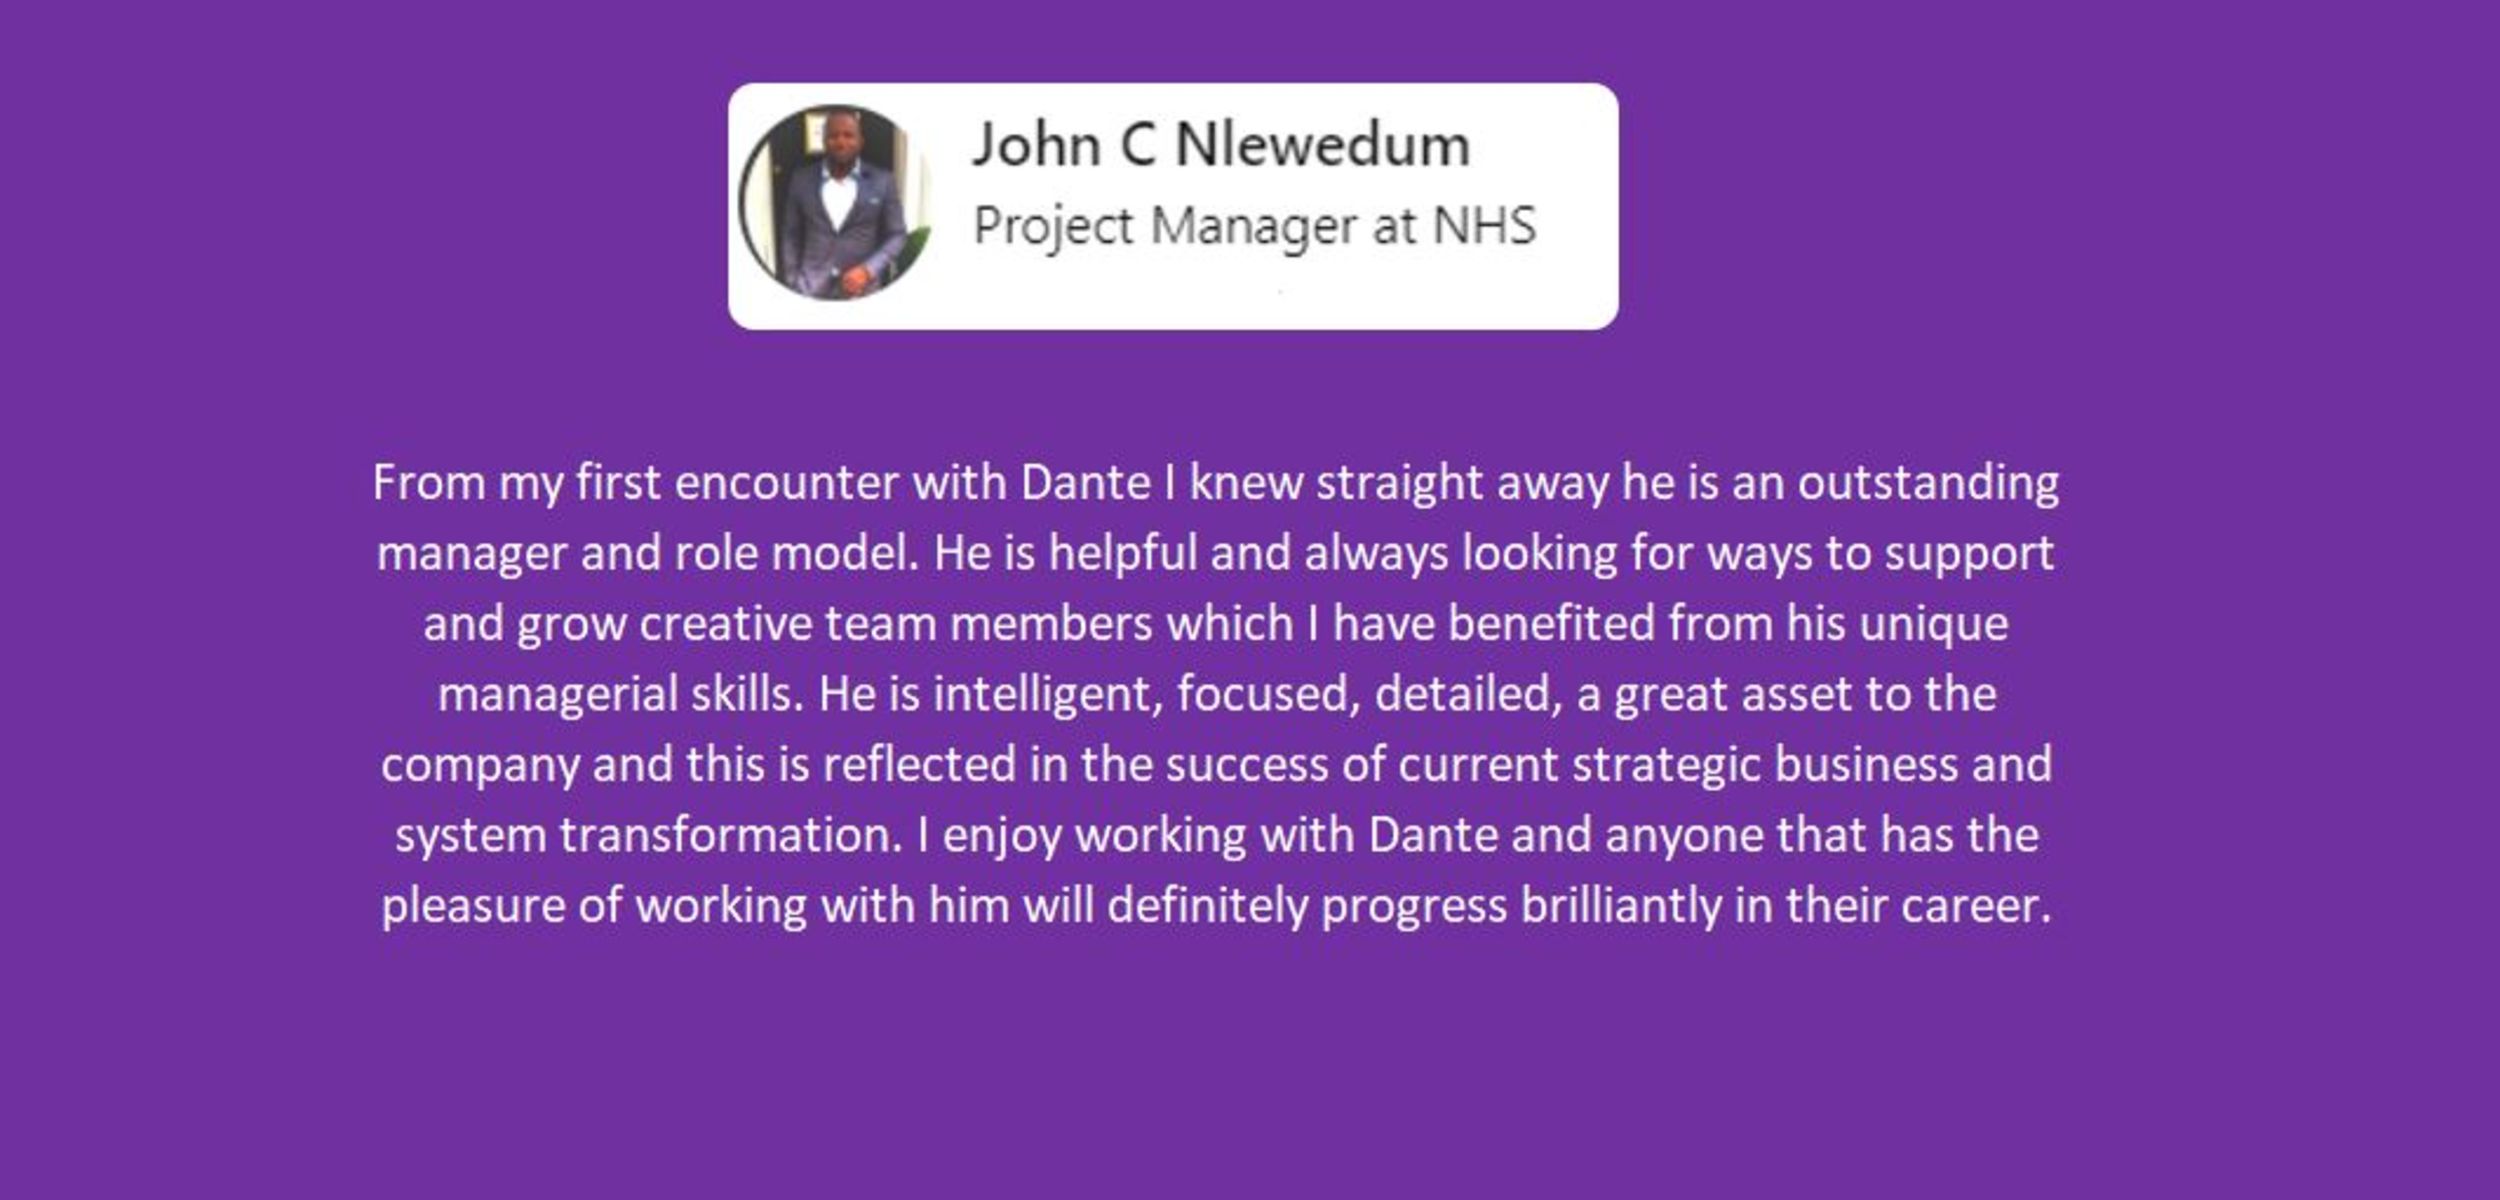 John C Nlewedum
Project Manager at NHS
From my first encounter with Dante I knew straight away he is an outstanding
manager and role model. He is helpful and always looking for ways to support
and grow creative team members which I have benefited from his unique
managerial skills. He is intelligent, focused, detailed, a great asset to the
company and this is reflected in the success of current strategic business and
system transformation. I enjoy working with Dante and anyone that has the
pleasure of working with him will definitely progress brilliantly in their career.